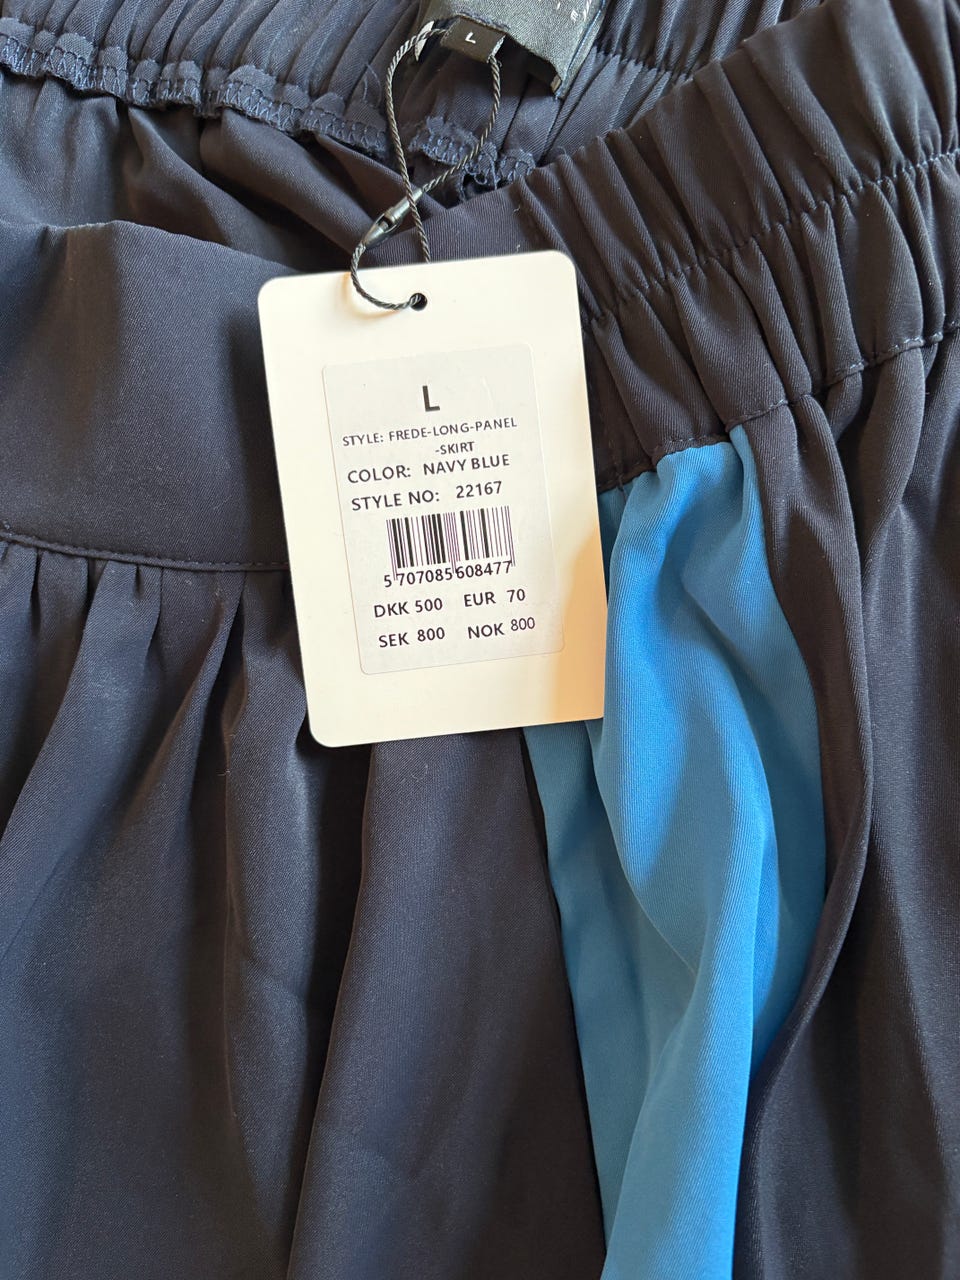 L
L
STYLE: FREDE-LONG-PANEL
-SKIRT
COLOR: NAVY BLUE
STYLE NO: 22167
5 707085 608477
DKK 500 EUR 70
SEK 800 NOK 800